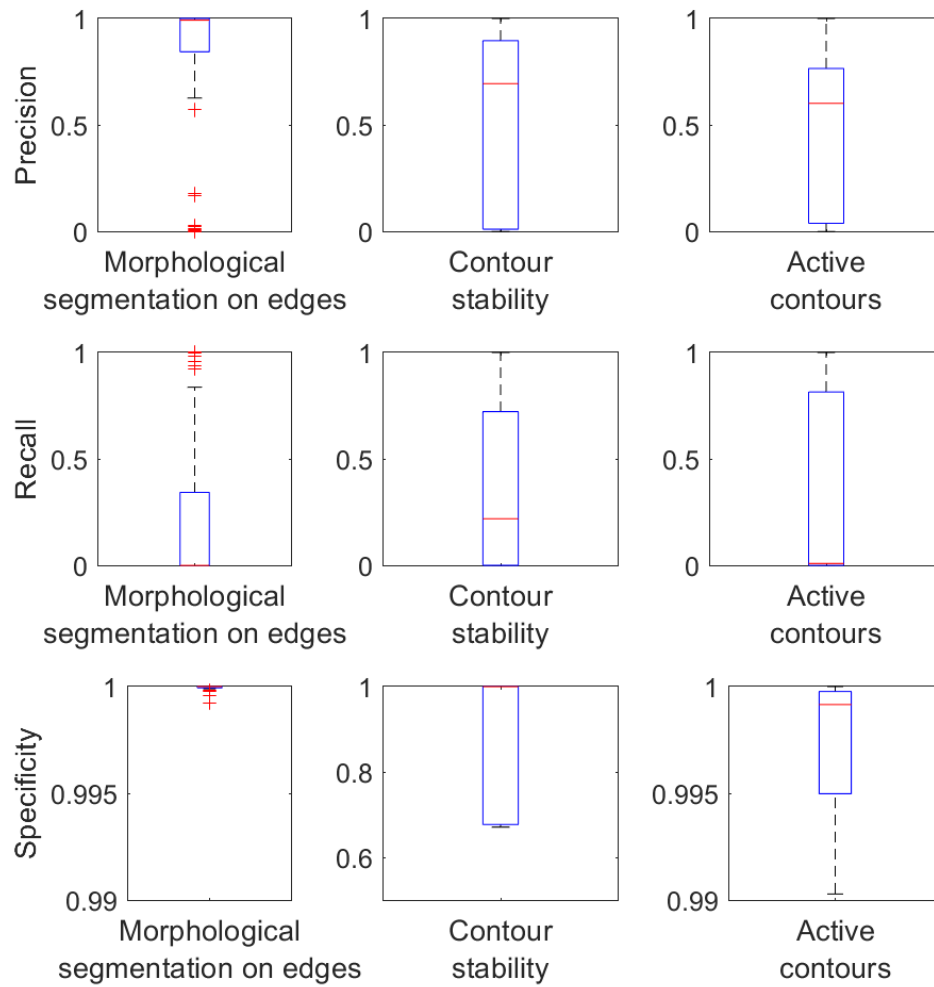 Precision
1
0.5
0
Morphological
segmentation on edges
1
0.5
0
Contour
stability
1
0.5
0
Active
contours
Recall
1
0.5
0
Morphological
segmentation on edges
1
0.5
0
Contour
stability
1
0.5
0
Active
contours
Specificity
1
0.995
0.99
Morphological
segmentation on edges
1
0.8
0.6
Contour
stability
1
0.995
0.99
Active
contours